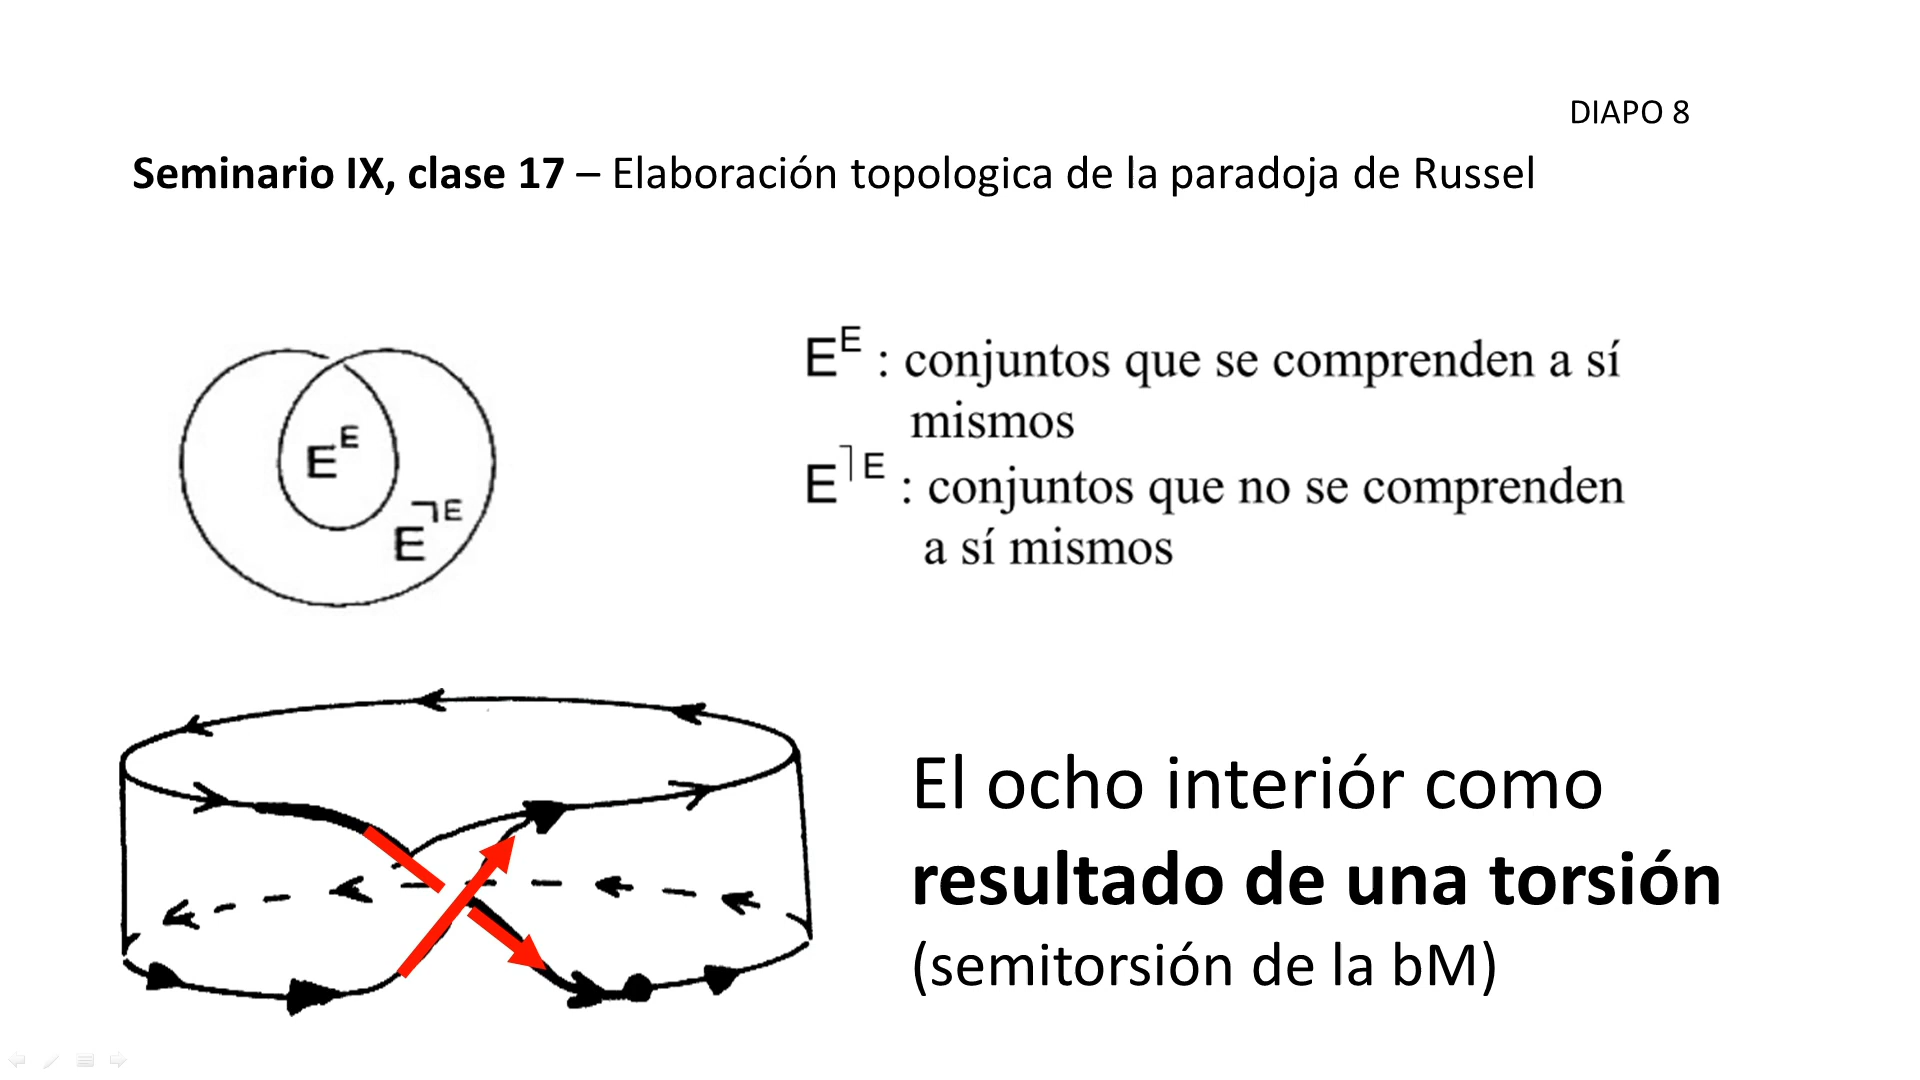 DIAPO 8
Seminario IX, clase 17 – Elaboración topologica de la paradoja de Russel
E^E : conjuntos que se comprenden a sí
mismos
E^¬E : conjuntos que no se comprenden
a sí mismos
E^E
E^¬E
El ocho interiór como
resultado de una torsión
(semitorsión de la bM)